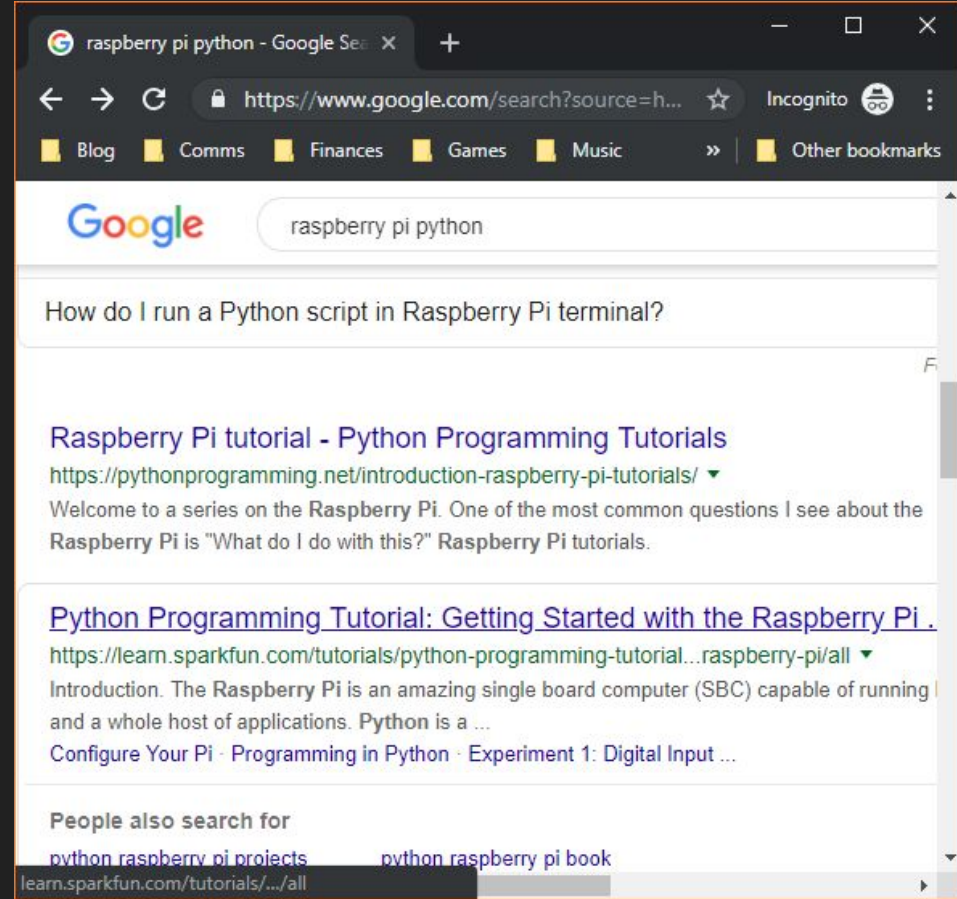 raspberry pi python - Google Sea
https://www.google.com/search?source=h... Incognito
Blog Comms Finances Games Music » Other bookmarks
Google raspberry pi python
How do I run a Python script in Raspberry Pi terminal?
Raspberry Pi tutorial - Python Programming Tutorials
https://pythonprogramming.net/introduction-raspberry-pi-tutorials/
Welcome to a series on the Raspberry Pi. One of the most common questions I see about the
Raspberry Pi is "What do I do with this?" Raspberry Pi tutorials.
Python Programming Tutorial: Getting Started with the Raspberry Pi .
https://learn.sparkfun.com/tutorials/python-programming-tutorial...raspberry-pi/all
Introduction. The Raspberry Pi is an amazing single board computer (SBC) capable of running
and a whole host of applications. Python is a ...
Configure Your Pi · Programming in Python · Experiment 1: Digital Input ...
People also search for
python raspberry pi projects python raspberry pi book
learn.sparkfun.com/tutorials/.../all